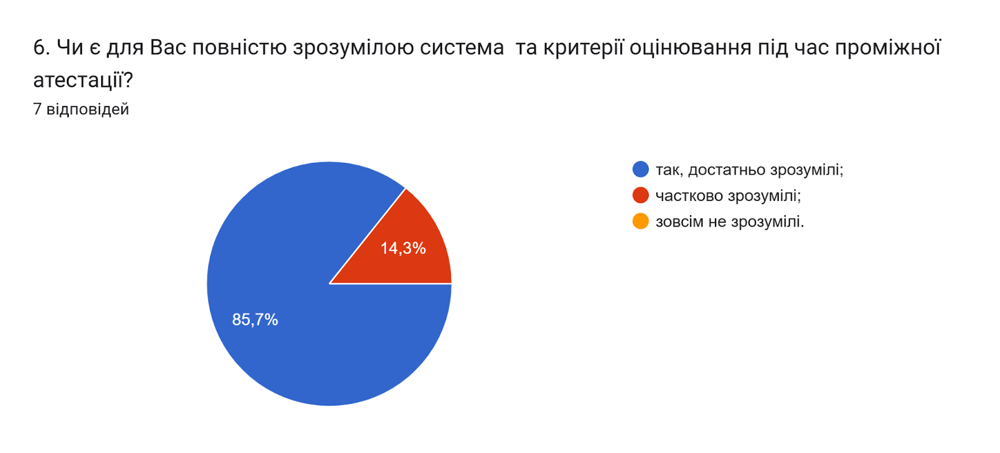 6. Чи є для Вас повністю зрозумілою система  та критерії оцінювання під час проміжної
атестації?
7 відповідей
так, достатньо зрозумілі;
частково зрозумілі;
зовсім не зрозумілі.
14,3%
85,7%